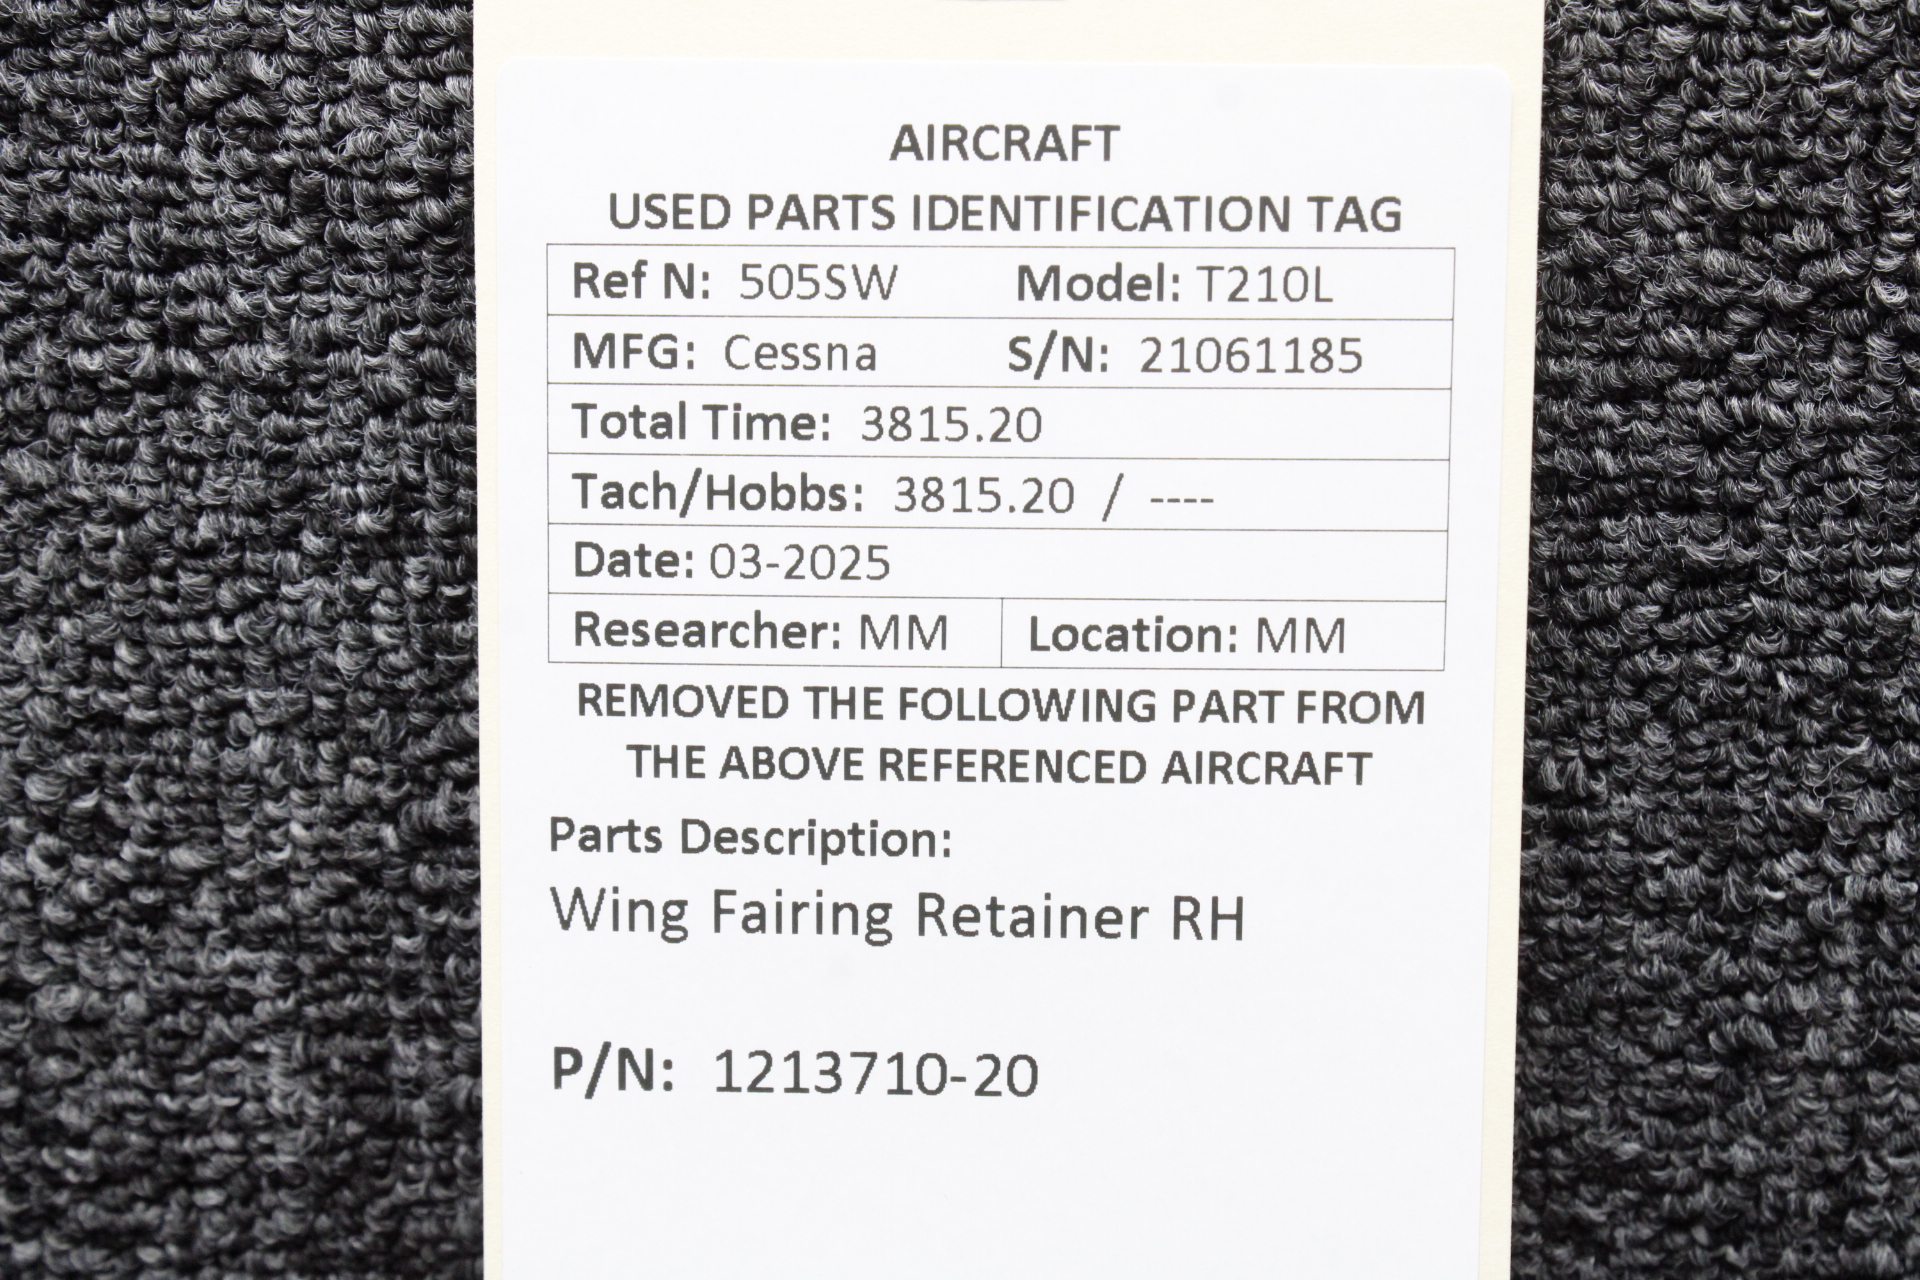 AIRCRAFT
USED PARTS IDENTIFICATION TAG
Ref N: 505SW Model: T210L
MFG: Cessna S/N: 21061185
Total Time: 3815.20
Tach/Hobbs: 3815.20 / ----
Date: 03-2025
Researcher: MM Location: MM
REMOVED THE FOLLOWING PART FROM
THE ABOVE REFERENCED AIRCRAFT
Parts Description:
Wing Fairing Retainer RH
P/N: 1213710-20